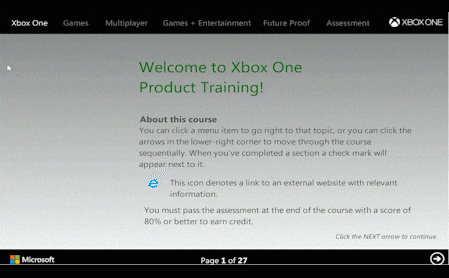 Xbox One Games Multiplayer Games + Entertainment Future Proof Assessment XBOX ONE
Welcome to Xbox One
Product Training!
About this course
You can click a menu item to go right to that topic, or you can click the
arrows in the lower-right corner to move through the course
sequentially. When you've completed a section a check mark will
appear next to it.
This icon denotes a link to an external website with relevant
information.
You must pass the assessment at the end of the course with a score of
80% or better to earn credit.
Click the NEXT arrow to continue.
Microsoft Page 1 of 27